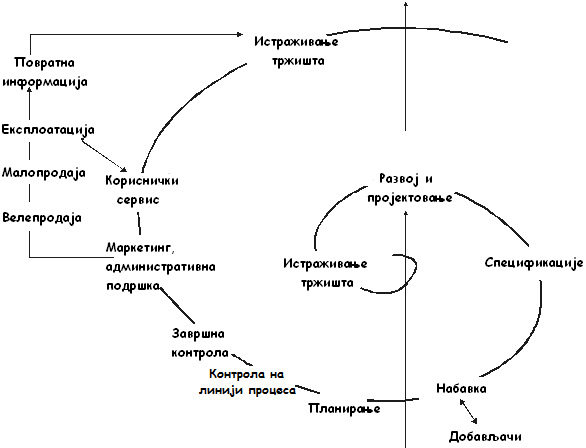 Истраживање
тржишта
Повратна
информација
Експлоатација
Малопродаја
Кориснички
сервис
Велепродаја
Маркетинг,
административна
подршка
Развој и
пројектовање
Истраживање
тржишта
Спецификације
Завршна
контрола
Контрола на
линији процеса
Планирање
Набавка
Добављачи